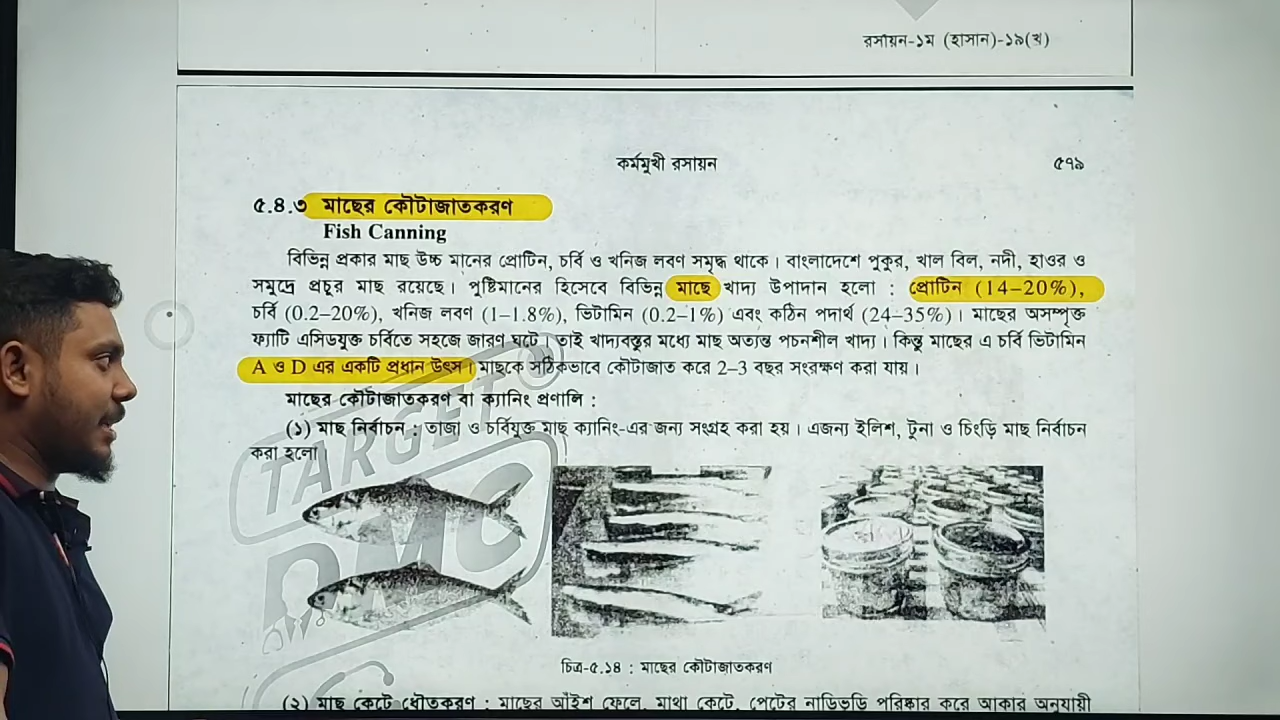 রসায়ন-১ম (হাসান)-১৯(খ)
কর্মমুখী রসায়ন
৫৭৯
৫.৪.৩ মাছের কৌটাজাতকরণ
Fish Canning
বিভিন্ন প্রকার মাছ উচ্চ মানের প্রোটিন, চর্বি ও খনিজ লবণ সমৃদ্ধ থাকে। বাংলাদেশে পুকুর, খাল বিল, নদী, হাওর ও
সমুদ্রে প্রচুর মাছ রয়েছে। পুষ্টিমানের হিসেবে বিভিন্ন মাছে খাদ্য উপাদান হলো : প্রোটিন (14–20%),
চর্বি (0.2–20%), খনিজ লবণ (1–1.8%), ভিটামিন (0.2–1%) এবং কঠিন পদার্থ (24–35%)। মাছের অসম্পৃক্ত
ফ্যাটি এসিডযুক্ত চর্বিতে সহজে জারণ ঘটে। তাই খাদ্যবস্তুর মধ্যে মাছ অত্যন্ত পচনশীল খাদ্য। কিন্তু মাছের এ চর্বি ভিটামিন
A ও D এর একটি প্রধান উৎস। মাছকে সঠিকভাবে কৌটাজাত করে 2–3 বছর সংরক্ষণ করা যায়।
মাছের কৌটাজাতকরণ বা ক্যানিং প্রণালি :
(১) মাছ নির্বাচন : তাজা ও চর্বিযুক্ত মাছ ক্যানিং-এর জন্য সংগ্রহ করা হয়। এজন্য ইলিশ, টুনা ও চিংড়ি মাছ নির্বাচন
করা হলো।
TARGET
DMC
চিত্র-৫.১৪ : মাছের কৌটাজাতকরণ
(২) মাছ কেটে ধৌতকরণ : মাছের আঁইশ ফেলে, মাথা কেটে, পেটের নাড়িভুড়ি পরিষ্কার করে আকার অনুযায়ী